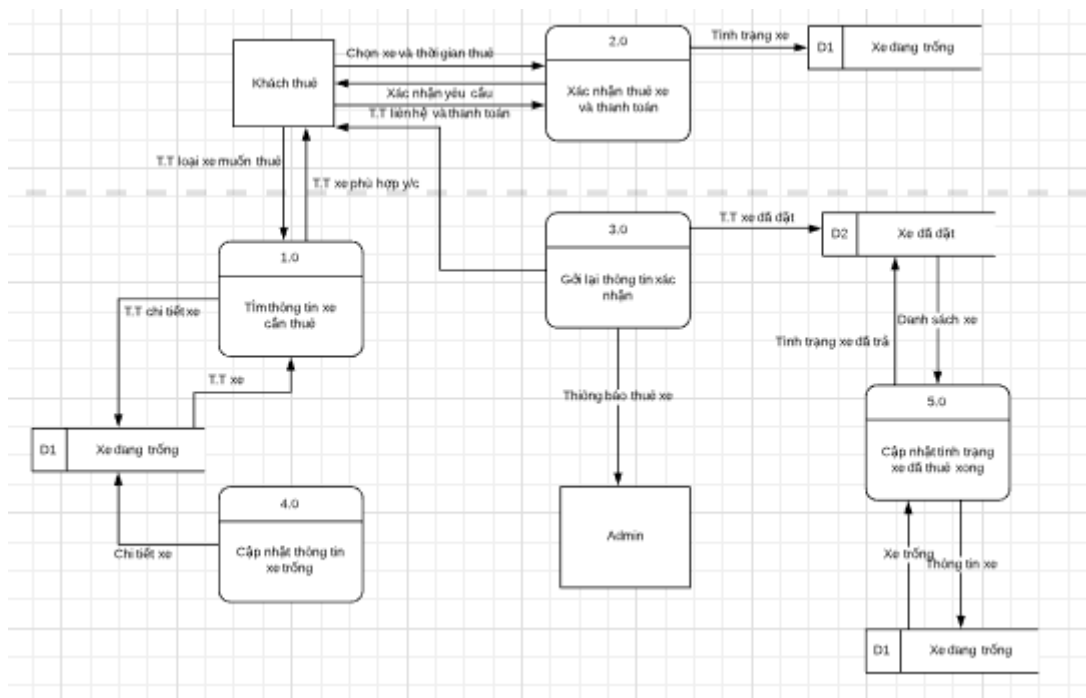 2.0
Tình trạng xe
D1
Xe đang trống
Chọn xe và thời gian thuê
Khách thuê
Xác nhận yêu cầu
Xác nhận thuê xe
và thanh toán
T.T liên hệ và thanh toán
T.T loại xe muốn thuê
T.T xe phù hợp y/c
T.T xe đã đặt
3.0
D2
Xe đã đặt
1.0
Gởi lại thông tin xác
nhận
T.T chi tiết xe
Tìm thông tin xe
cần thuê
Danh sách xe
Tình trạng xe đã trả
T.T xe
Thông báo thuê xe
5.0
D1
Xe đang trống
Cập nhật tình trạng
xe đã thuê xong
4.0
Admin
Chi tiết xe
Cập nhật thông tin
xe trống
Xe trống
Thông tin xe
D1
Xe đang trống